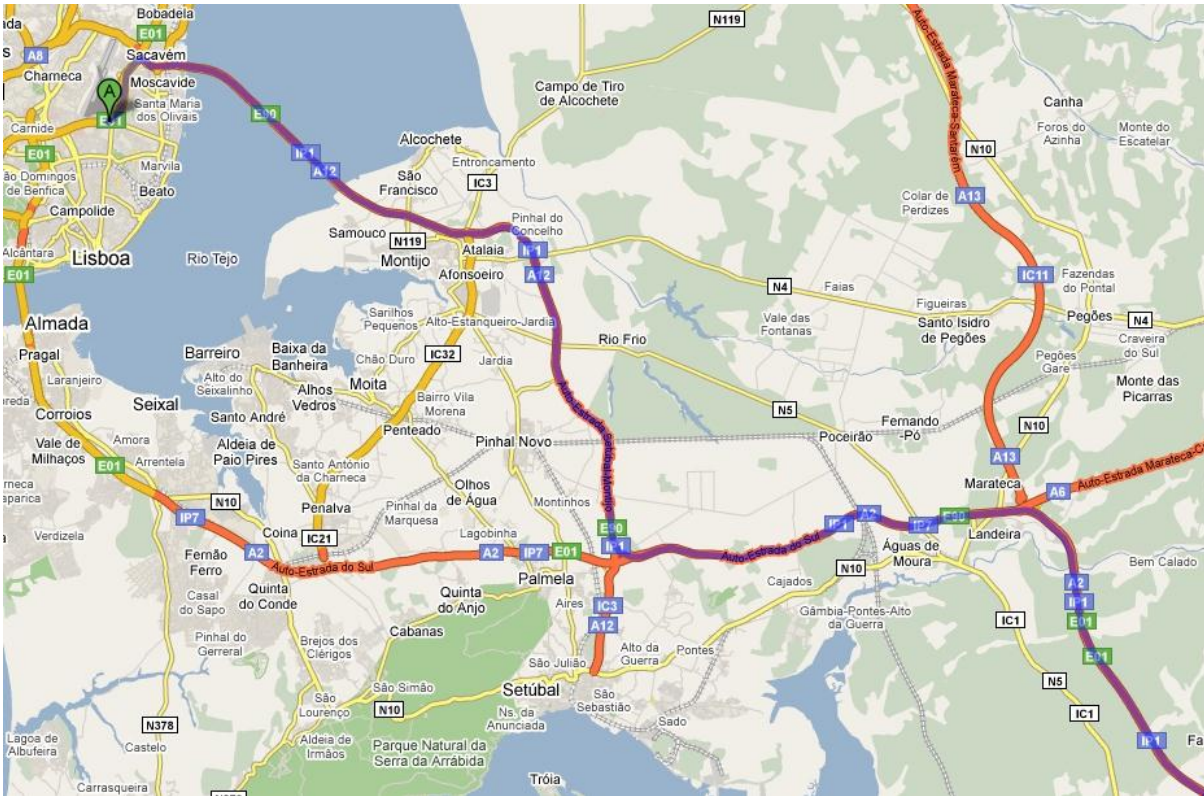 Bobadela
N119
E01
A8
Sacavém
Charneca
Moscavide
A
Santa Maria
dos Olivais
Campo de Tiro
de Alcochete
Canha
E01
E90
Carnide
Foros do
Azinha
Monte do
Escatelar
Auto-Estrada Marateca-Santarém
N10
E01
Marvila
Alcochete
Entroncamento
IP1
A12
São
Francisco
IC3
Domingos
de Benfica
Beato
A13
Colar de
Perdizes
Campolide
Pinhal do
Concelho
Samouco
N119
IP1
Alcântara
Lisboa
Rio Tejo
Montijo
Atalaia
Afonsoeiro
A12
E01
IC11
Fazendas
do Pontal
N4
Faias
Figueiras
Pegões
N4
Sarilhos
Pequenos
Alto-Estanqueiro-Jardia
Vale das
Fontanas
Santo Isidro
de Pegões
Craveira
do Sul
Almada
Pragal
Barreiro
Baixa da
Banheira
Chão Duro
IC32
Jardia
Rio Frio
Pegões
Gare
Laranjeiro
Alto do
Seixalinho
Moita
Alhos
Vedros
Bairro Vila
Morena
Monte das
Picarras
Corroios
Seixal
Santo André
Penteado
Auto-Estrada Setúbal-Montijo
N5
Fernando
-Pó
N10
Vale de
Milhaços
Amora
Arrentela
Aldeia de
Paio Pires
Pinhal Novo
Poceirão
E01
Santo António
da Charneca
A13
Auto-Estrada Marateca-C
Olhos
de Água
Montinhos
Marateca
A6
N10
Penalva
Pinhal da
Marquesa
IP7
Coina
IC21
Lagobinha
E90
IP1
IP1
A2
IP7
E90
Landeira
Verdizela
Fernão
Ferro
A2
Auto-Estrada do Sul
A2
IP7
E01
Auto-Estrada do Sul
Águas de
Moura
Palmela
N10
Cajados
Bem Calado
Casal
do Sapo
Quinta
do Conde
Quinta
do Anjo
Aires
IC3
A12
Gâmbia-Pontes-Alto
da Guerra
A2
IP1
E01
Pinhal do
Gerreral
Brejos dos
Clérigos
Cabanas
IC1
Alto da
Guerra
Pontes
São Julião
E01
São Simão
Setúbal
São
Sebastião
N5
N378
São
Lourenço
N10
Ns. da
Anunciada
Sado
IC1
Lagoa de
Albufeira
Castelo
Aldeia de
Irmãos
Parque Natural da
Serra da Arrábida
IP1
Fa
Carrasqueira
Tróia